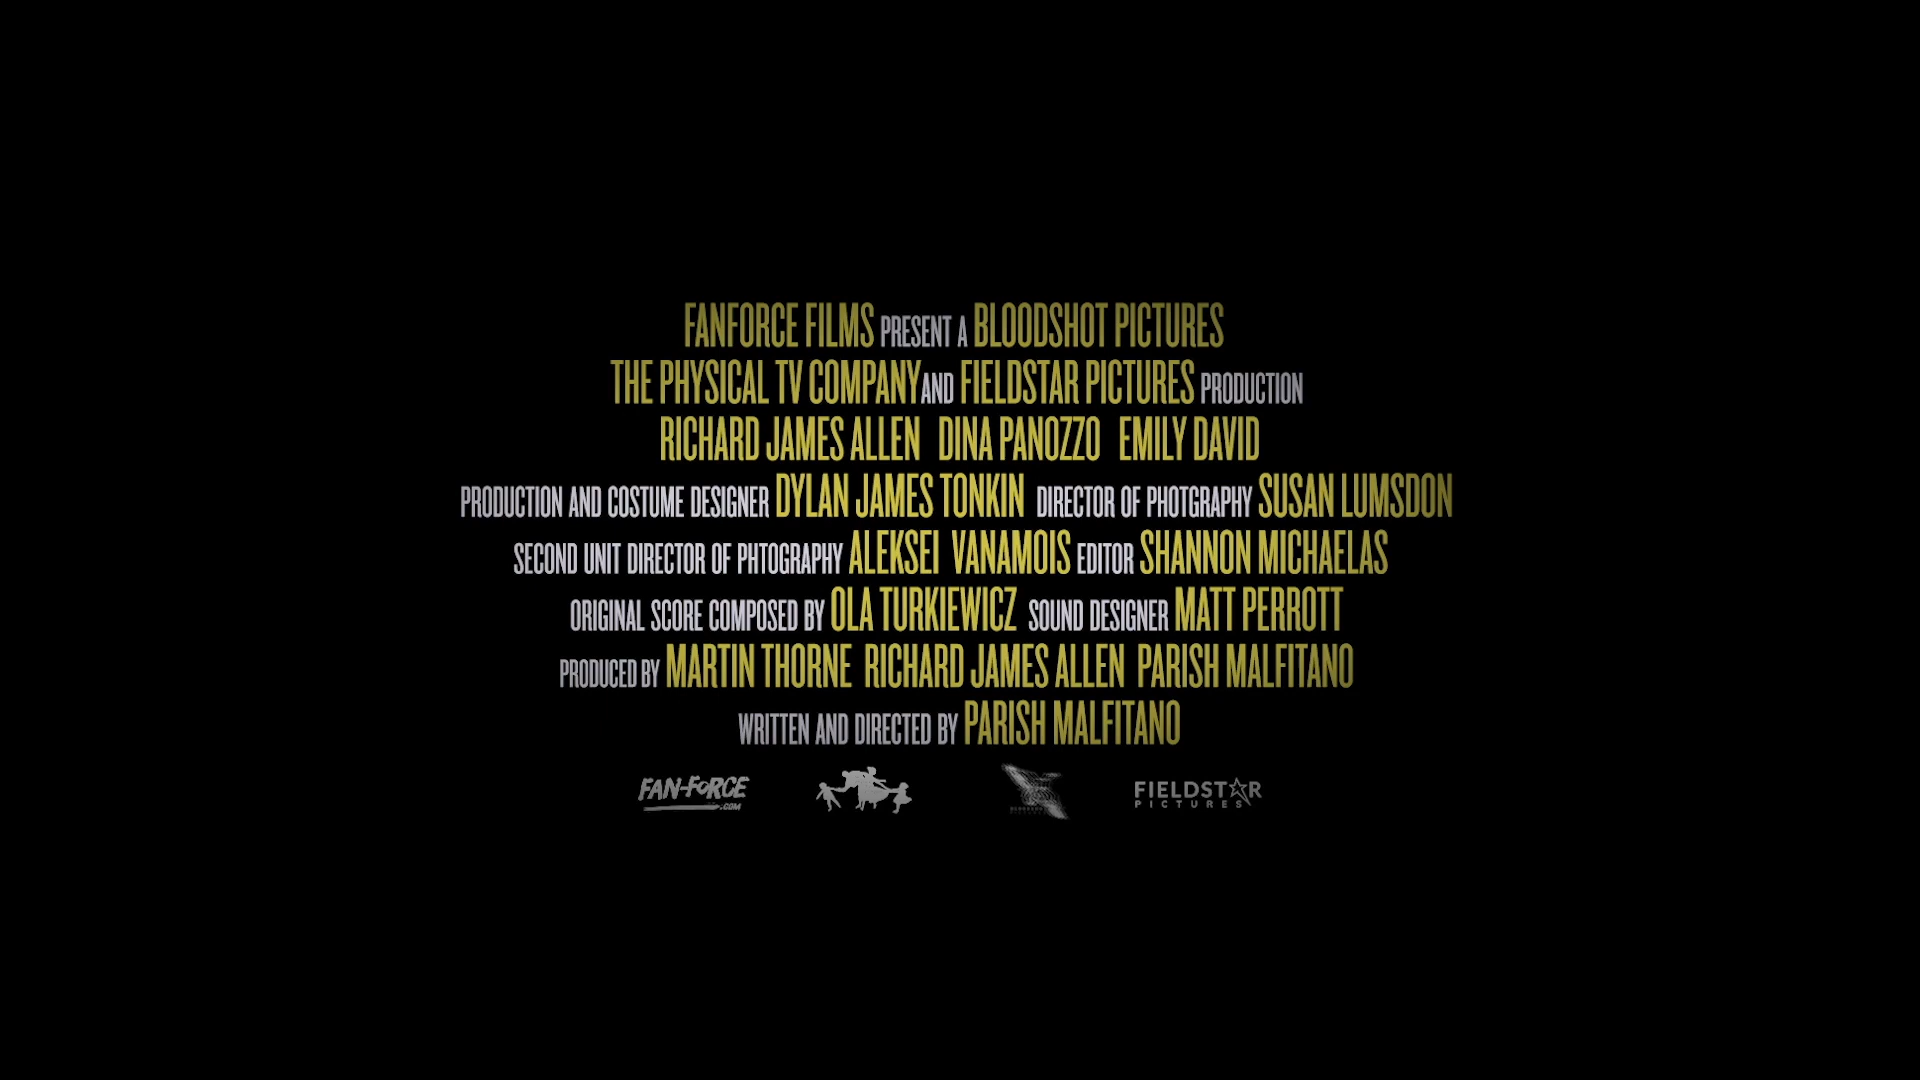 FANFORCE FILMS PRESENT A BLOODSHOT PICTURES
THE PHYSICAL TV COMPANY AND FIELDSTAR PICTURES PRODUCTION
RICHARD JAMES ALLEN DINA PANOZZO EMILY DAVID
PRODUCTION AND COSTUME DESIGNER DYLAN JAMES TONKIN DIRECTOR OF PHOTGRAPHY SUSAN LUMSDON
SECOND UNIT DIRECTOR OF PHTOGRAPHY ALEKSEI VANAMOIS EDITOR SHANNON MICHAELAS
ORIGINAL SCORE COMPOSED BY OLA TURKIEWICZ SOUND DESIGNER MATT PERROTT
PRODUCED BY MARTIN THORNE RICHARD JAMES ALLEN PARISH MALFITANO
WRITTEN AND DIRECTED BY PARISH MALFITANO
FAN-FORCE .COM
FIELDSTAR PICTURES